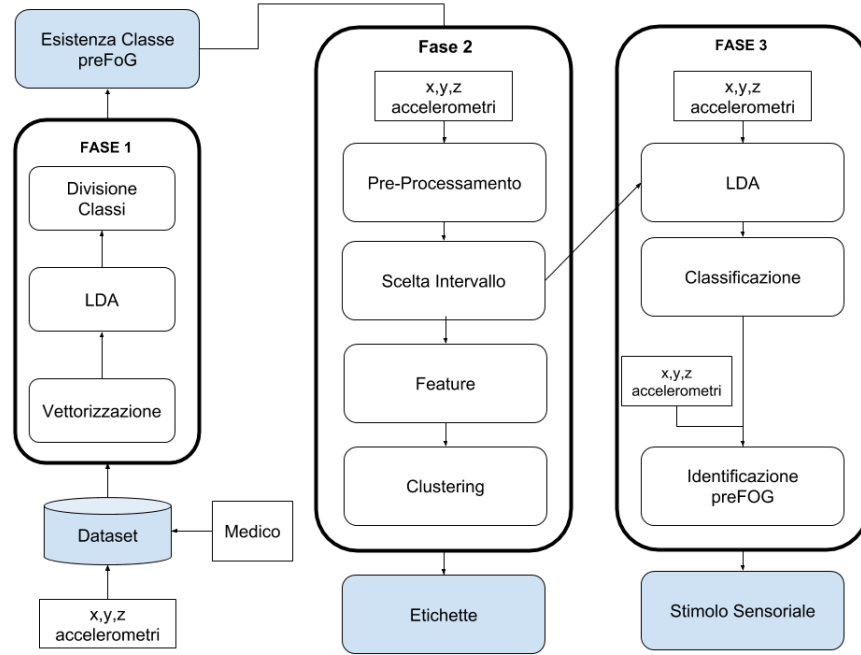 Esistenza Classe
preFoG
FASE 1
Divisione
Classi
LDA
Vettorizzazione
Dataset
Medico
x,y,z
accelerometri
Fase 2
x,y,z
accelerometri
Pre-Processamento
Scelta Intervallo
Feature
Clustering
Etichette
FASE 3
x,y,z
accelerometri
LDA
Classificazione
x,y,z
accelerometri
Identificazione
preFOG
Stimolo Sensoriale